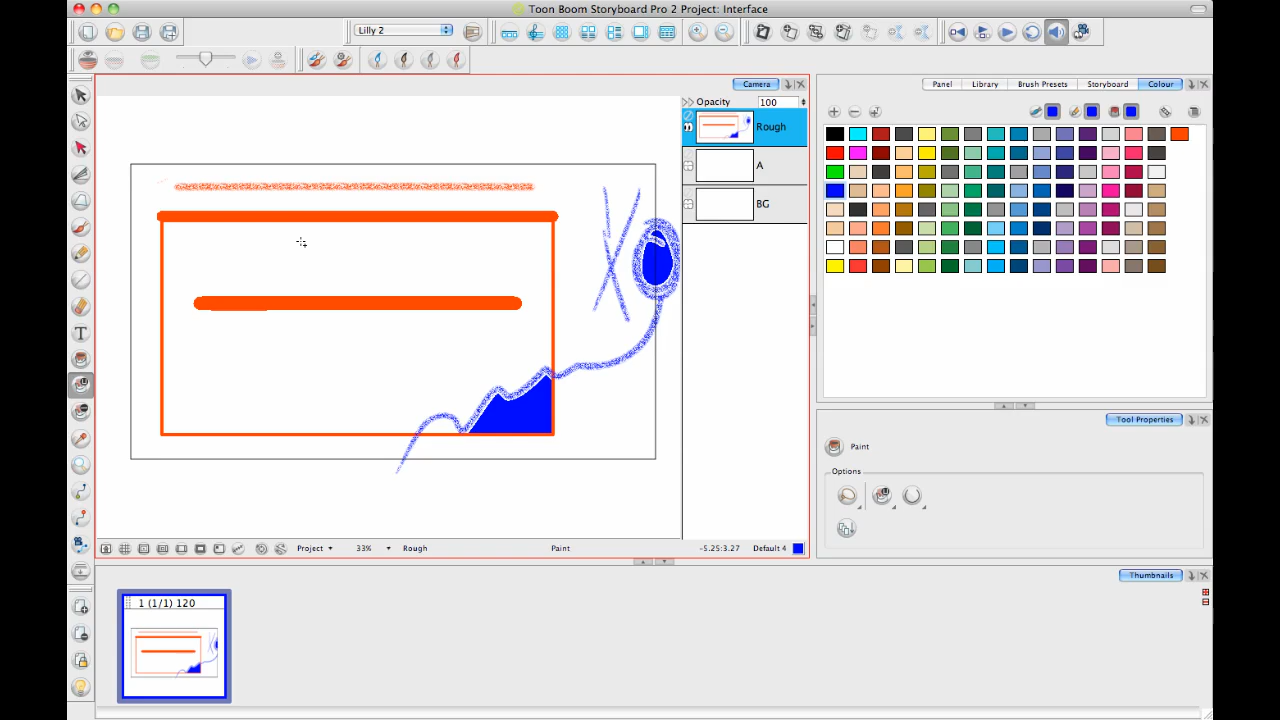 Toon Boom Storyboard Pro 2 Project: Interface
Lilly 2
Camera
Panel Library Brush Presets Storyboard Colour
Opacity 100
Rough
A
BG
T
Tool Properties
Paint
Options
Project 33% Rough Paint -5.25:3.27 Default 4
Thumbnails
1 (1/1) 120